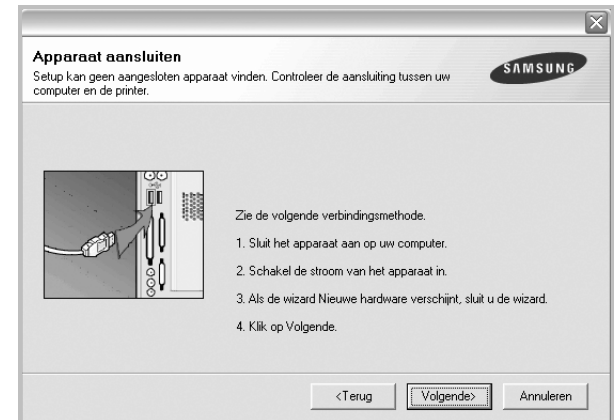 Apparaat aansluiten
Setup kan geen aangesloten apparaat vinden. Controleer de aansluiting tussen uw
computer en de printer.
SAMSUNG
Zie de volgende verbindingsmethode.
1. Sluit het apparaat aan op uw computer.
2. Schakel de stroom van het apparaat in.
3. Als de wizard Nieuwe hardware verschijnt, sluit u de wizard.
4. Klik op Volgende.
<Terug
Volgende>
Annuleren